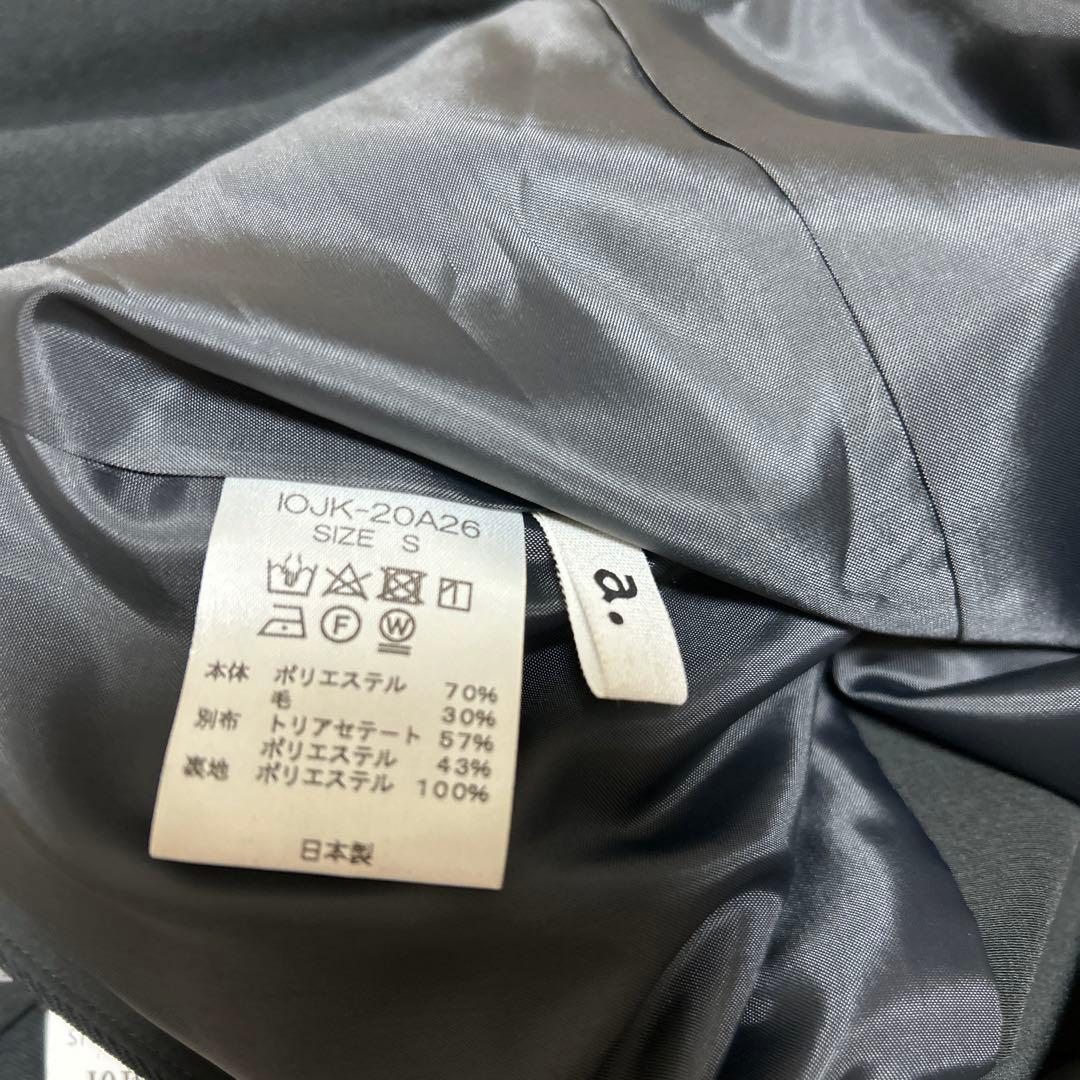 IOJK-20A26
SIZE S
F W
本体 ポリエステル 70%
毛 30%
別布 トリアセテート 57%
ポリエステル 43%
裏地 ポリエステル 100%
日本製
a.